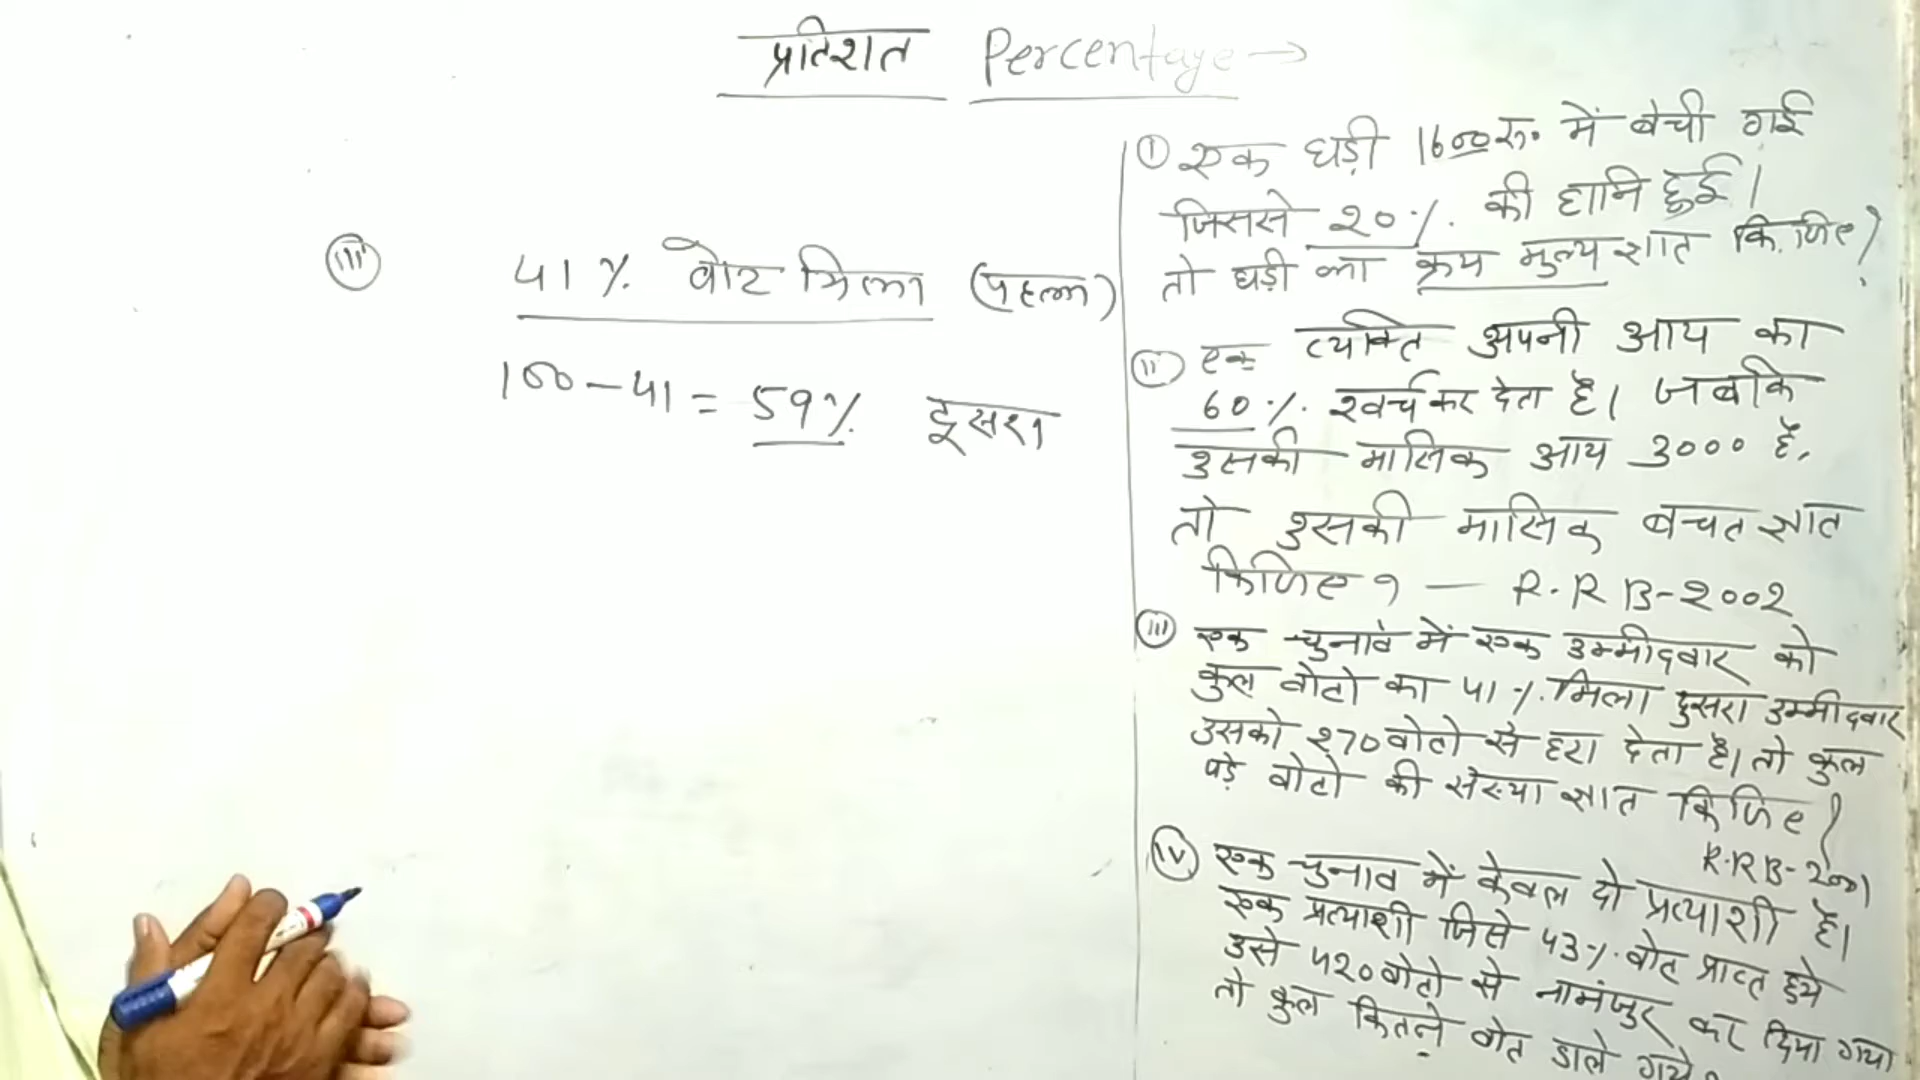 प्रतिशत Percentage →
(III) 41 % वोट मिला (पहला)
100 - 41 = 59% दूसरा
(I) एक घड़ी 1600रु. में बेची गई
जिससे 20%. की हानि हुई।
तो घड़ी का क्रय मुल्य ज्ञात कि.जिए?
(II) एक व्यक्ति अपनी आय का
60 %. खर्च कर देता है। जबकि
उसकी मासिक आय 3000 है,
तो उसकी मासिक बचत ज्ञात
किजिए ? — R.R B-2002
(III) एक चुनाव में एक उम्मीदवार को
कुल वोटो का 41 %. मिला दुसरा उम्मीदवार
उसको 270 वोटो से हरा देता है। तो कुल
पड़े वोटो की संख्या ज्ञात किजिए?
R.R B-2001
(IV) एक चुनाव में केवल दो प्रत्याशी है।
एक प्रत्याशी जिसे 43%. वोट प्राप्त हुये
उसे 420 वोटो से नामंजुर कर दिया गया
तो कुल कितने वोट डाले गये?